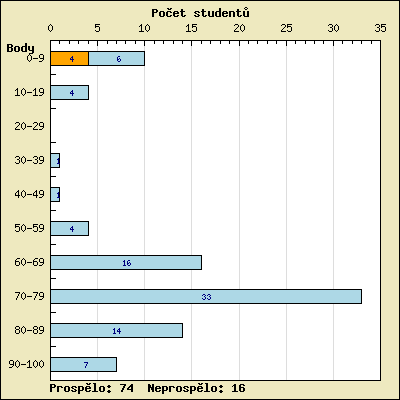 Počet studentů
0 5 10 15 20 25 30 35
Body
0-9 4 6
10-19 4
20-29
30-39 1
40-49 1
50-59 4
60-69 16
70-79 33
80-89 14
90-100 7
Prospělo: 74 Neprospělo: 16